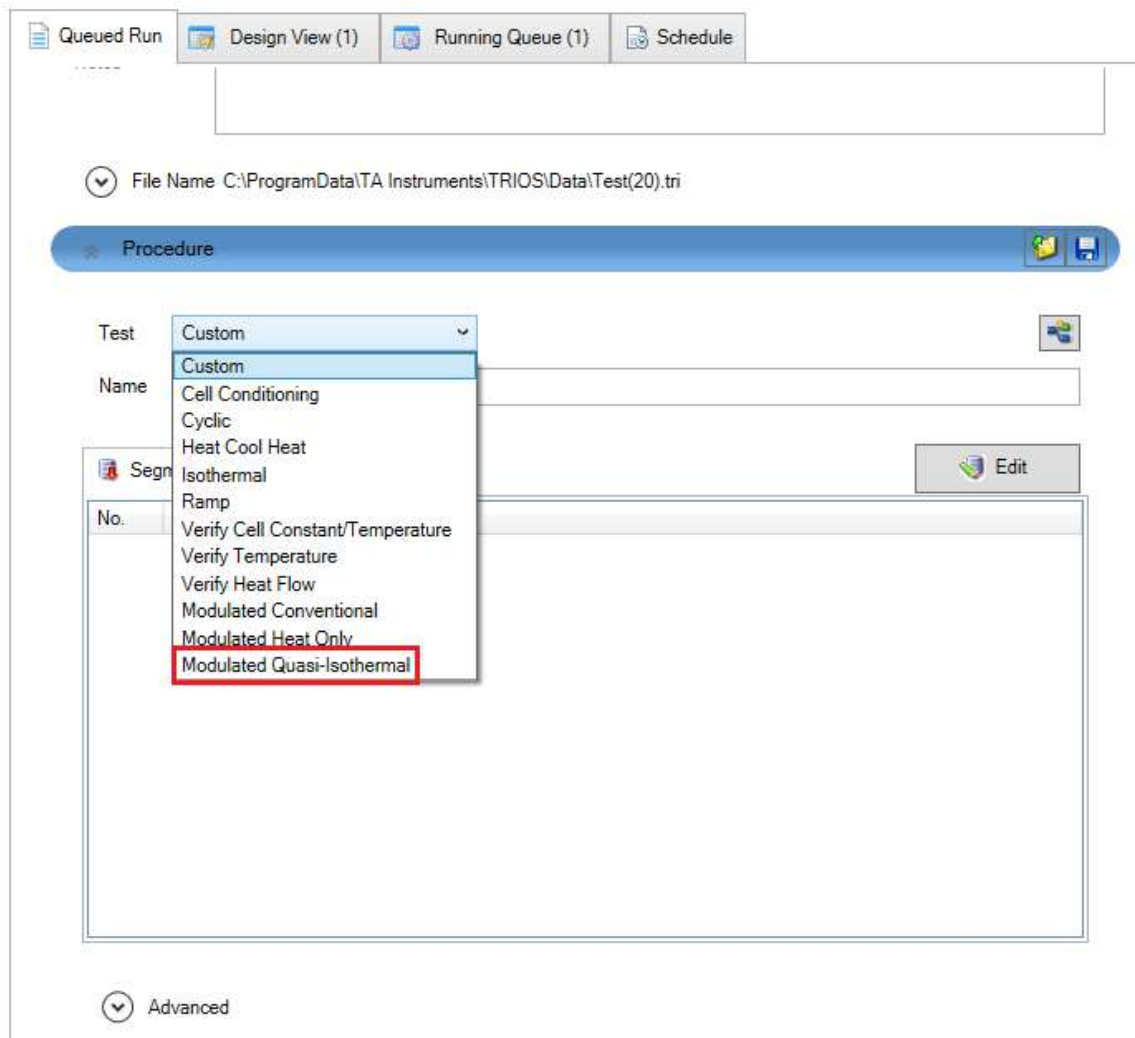 Queued Run Design View (1) Running Queue (1) Schedule
File Name C:\ProgramData\TA Instruments\TRIOS\Data\Test(20).tri
Procedure
Test Custom
Custom
Name
Cell Conditioning
Cyclic
Heat Cool Heat
Segm Isothermal Edit
Ramp
No.
Verify Cell Constant/Temperature
Verify Temperature
Verify Heat Flow
Modulated Conventional
Modulated Heat Only
Modulated Quasi-Isothermal
Advanced